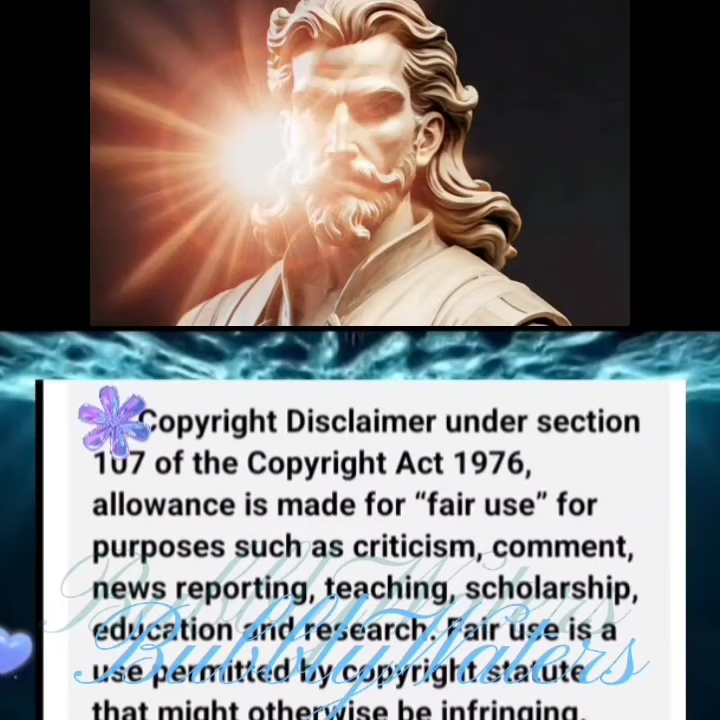 Copyright Disclaimer under section
107 of the Copyright Act 1976,
allowance is made for “fair use” for
purposes such as criticism, comment,
news reporting, teaching, scholarship,
education and research. Fair use is a
use permitted by copyright statute
that might otherwise be infringing.
BubblyWaters